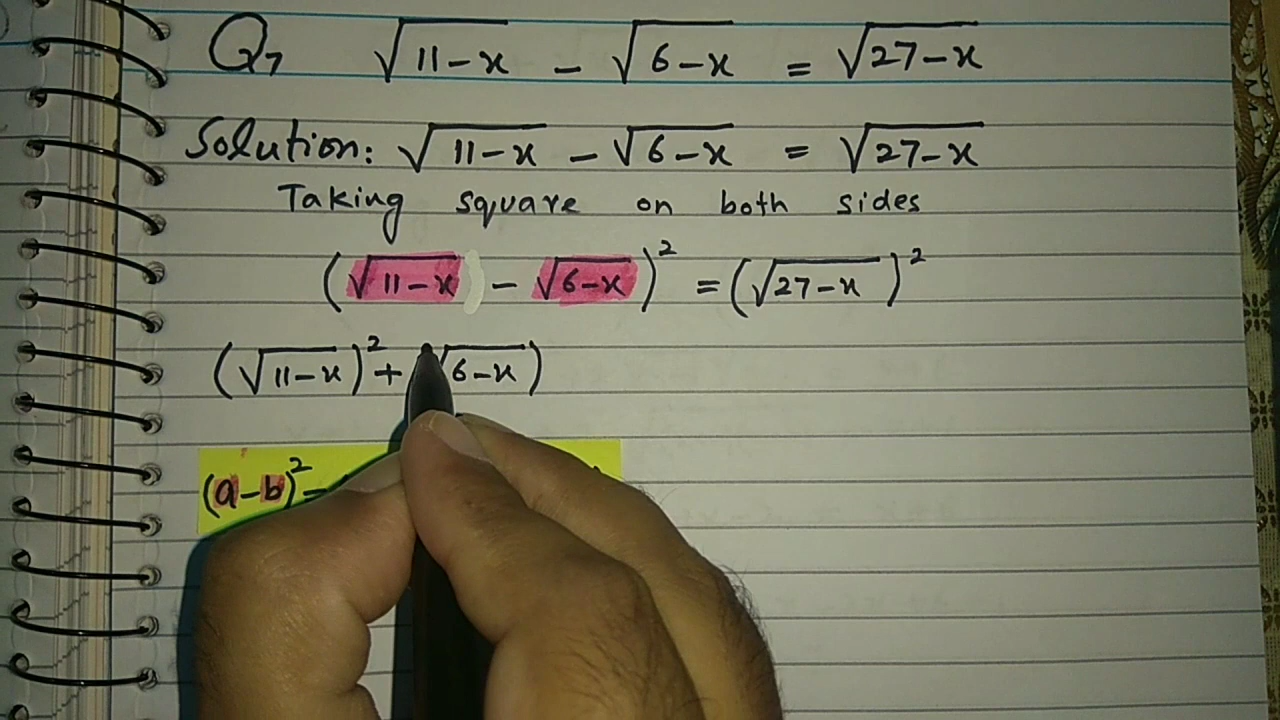 Q7 √11-x - √6-x = √27-x
Solution: √11-x - √6-x = √27-x
Taking square on both sides
(√11-x) - √6-x)² = (√27-x)²
(√11-x)² + √6-x)
(a-b)² =